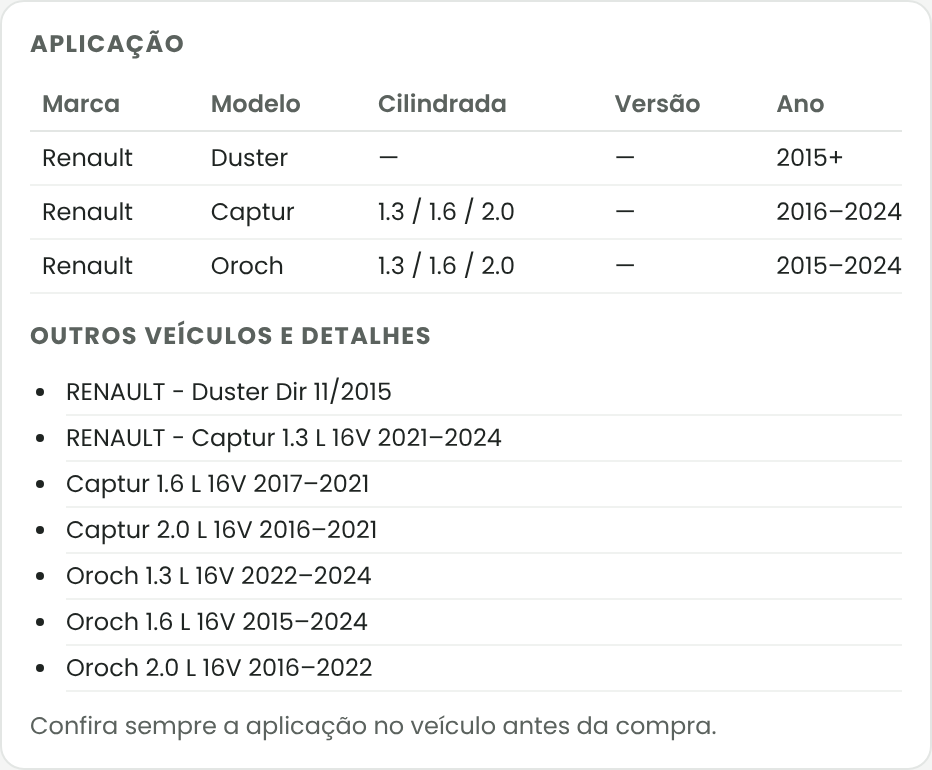 APLICAÇÃO
Marca Modelo Cilindrada Versão Ano
Renault Duster — — 2015+
Renault Captur 1.3 / 1.6 / 2.0 — 2016–2024
Renault Oroch 1.3 / 1.6 / 2.0 — 2015–2024
OUTROS VEÍCULOS E DETALHES
• RENAULT - Duster Dir 11/2015
• RENAULT - Captur 1.3 L 16V 2021–2024
• Captur 1.6 L 16V 2017–2021
• Captur 2.0 L 16V 2016–2021
• Oroch 1.3 L 16V 2022–2024
• Oroch 1.6 L 16V 2015–2024
• Oroch 2.0 L 16V 2016–2022
Confira sempre a aplicação no veículo antes da compra.